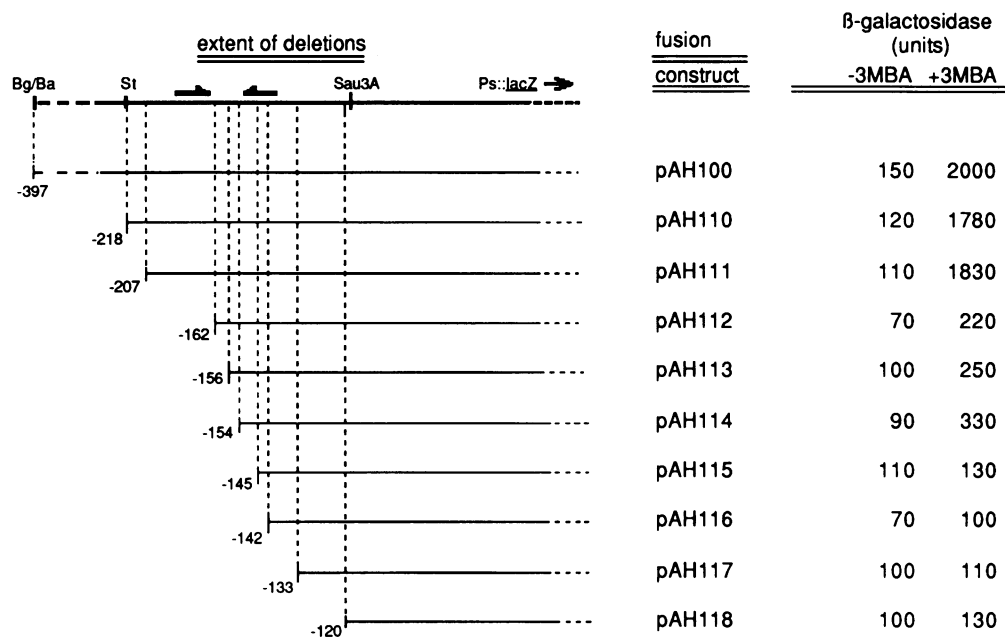 extent of deletions
fusion
construct
ß-galactosidase
(units)
-3MBA +3MBA
Bg/Ba St Sau3A Ps::lacZ
-397 pAH100 150 2000
-218 pAH110 120 1780
-207 pAH111 110 1830
-162 pAH112 70 220
-156 pAH113 100 250
-154 pAH114 90 330
-145 pAH115 110 130
-142 pAH116 70 100
-133 pAH117 100 110
-120 pAH118 100 130